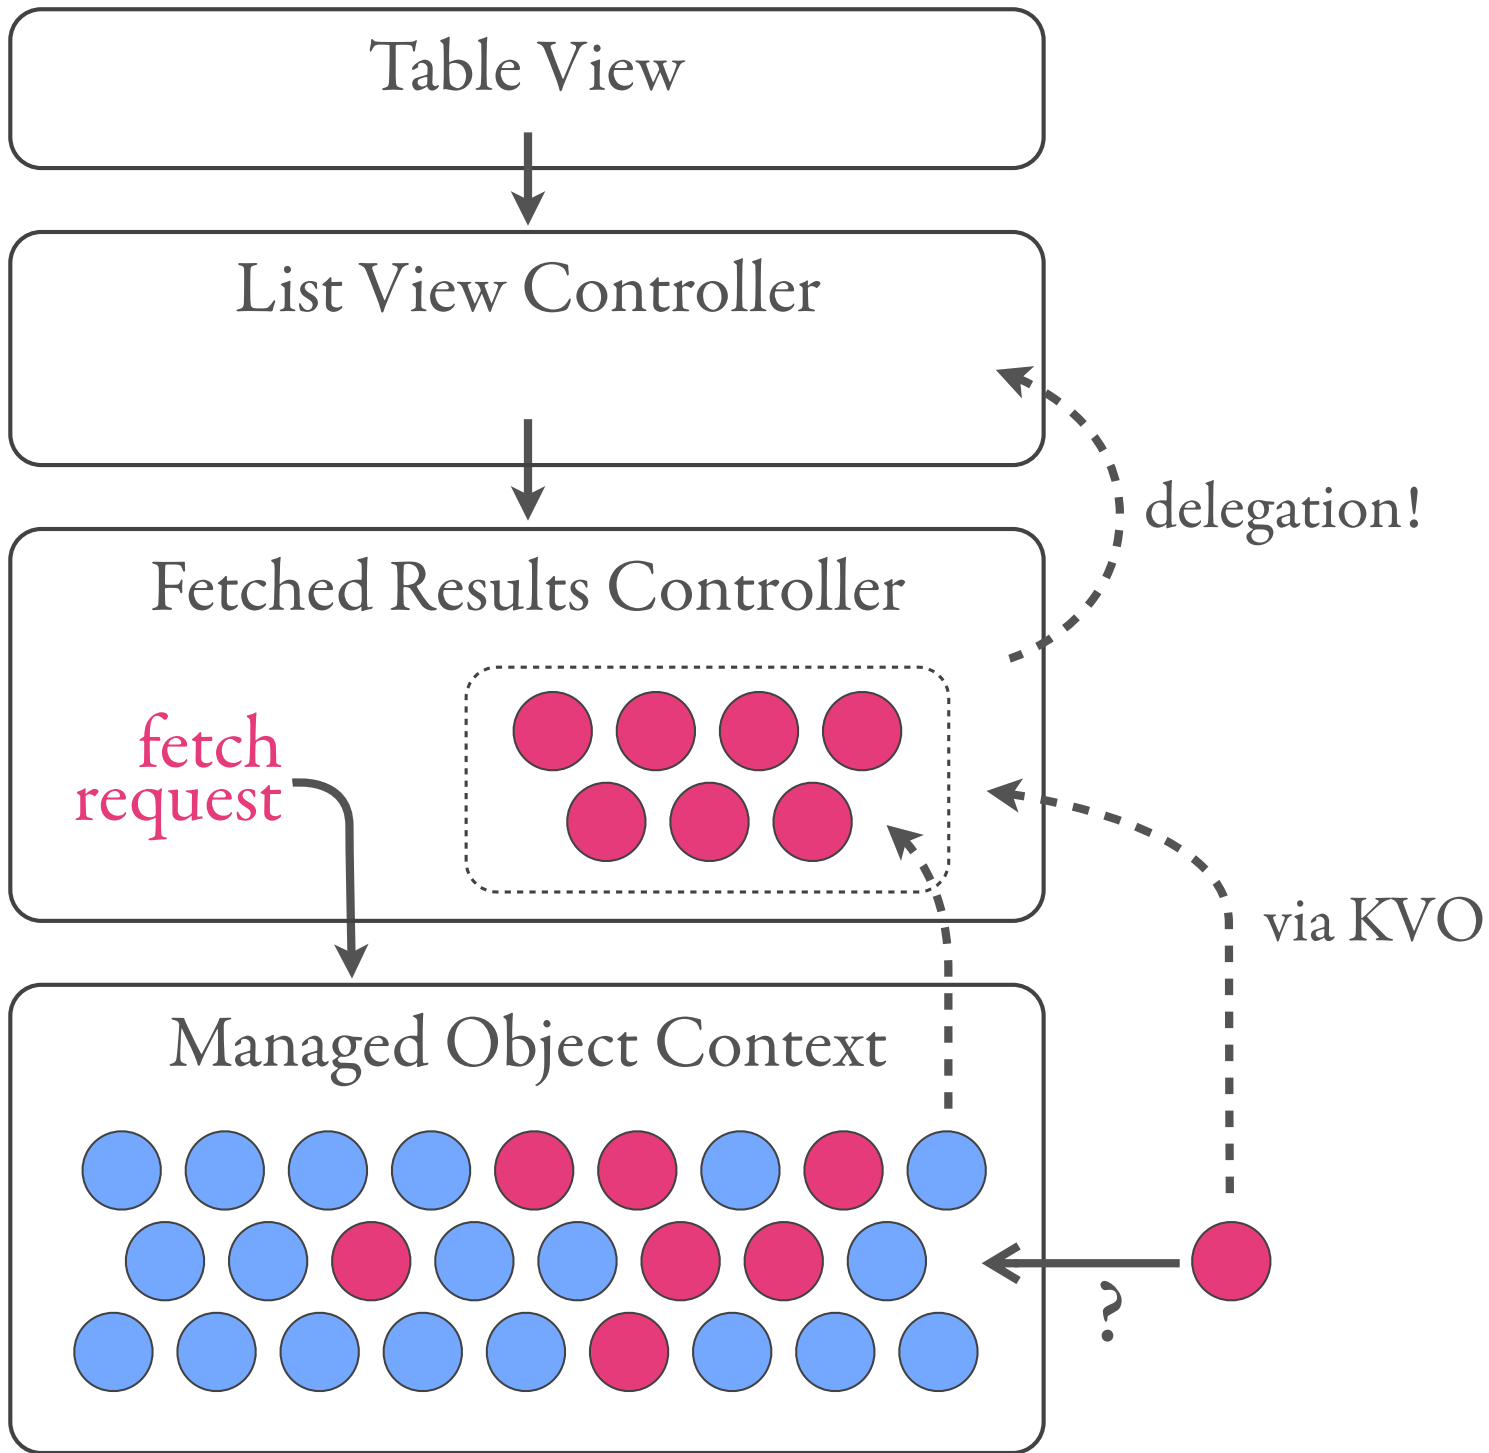 Table View
List View Controller
delegation!
Fetched Results Controller
fetch
request
via KVO
Managed Object Context
?